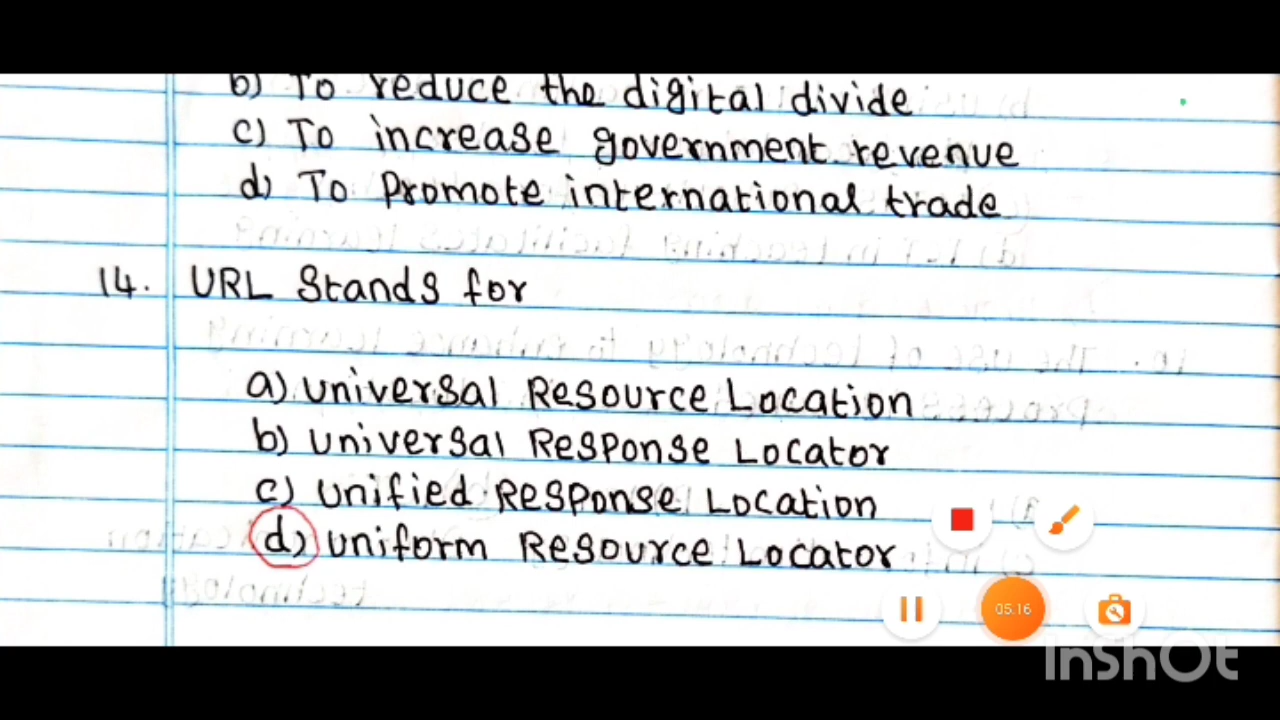 b) To reduce the digital divide
c) To increase government revenue
d) To promote international trade
14. URL Stands for
a) Universal Resource Location
b) Universal Response Locator
c) Unified Response Location
d) Uniform Resource Locator
05.16
InShOt